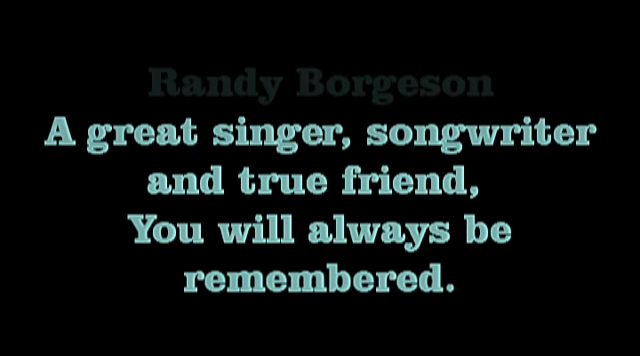 Randy Borgeson
A great singer, songwriter
and true friend,
You will always be
remembered.